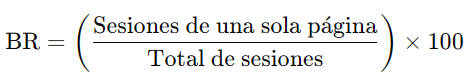 BR = ( Sesiones de una sola página / Total de sesiones ) × 100